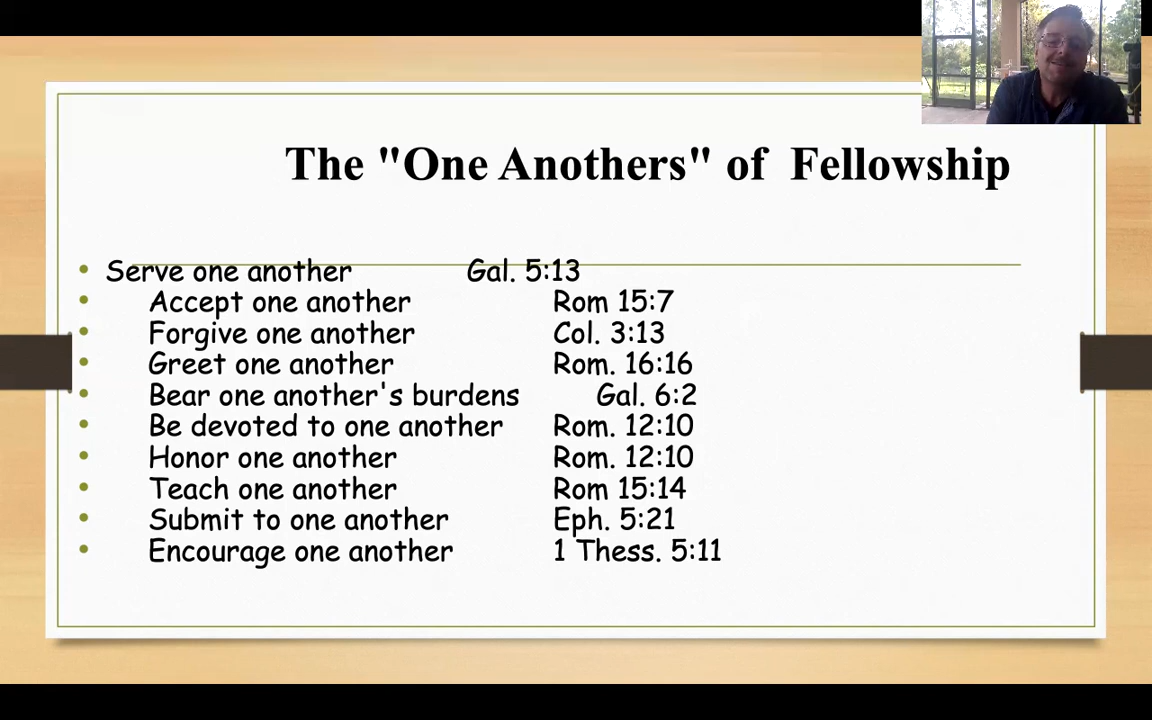 The "One Anothers" of Fellowship
Serve one another Gal. 5:13
Accept one another Rom 15:7
Forgive one another Col. 3:13
Greet one another Rom. 16:16
Bear one another's burdens Gal. 6:2
Be devoted to one another Rom. 12:10
Honor one another Rom. 12:10
Teach one another Rom 15:14
Submit to one another Eph. 5:21
Encourage one another 1 Thess. 5:11